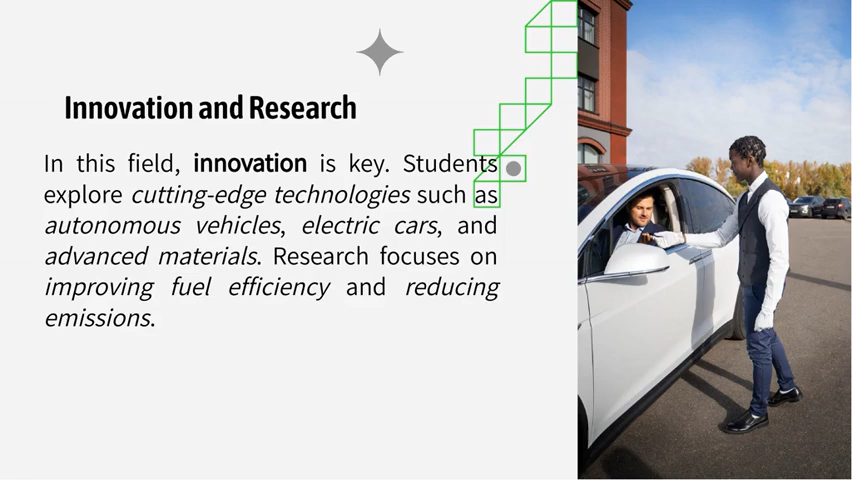 Innovation and Research
In this field, innovation is key. Students
explore cutting-edge technologies such as
autonomous vehicles, electric cars, and
advanced materials. Research focuses on
improving fuel efficiency and reducing
emissions.